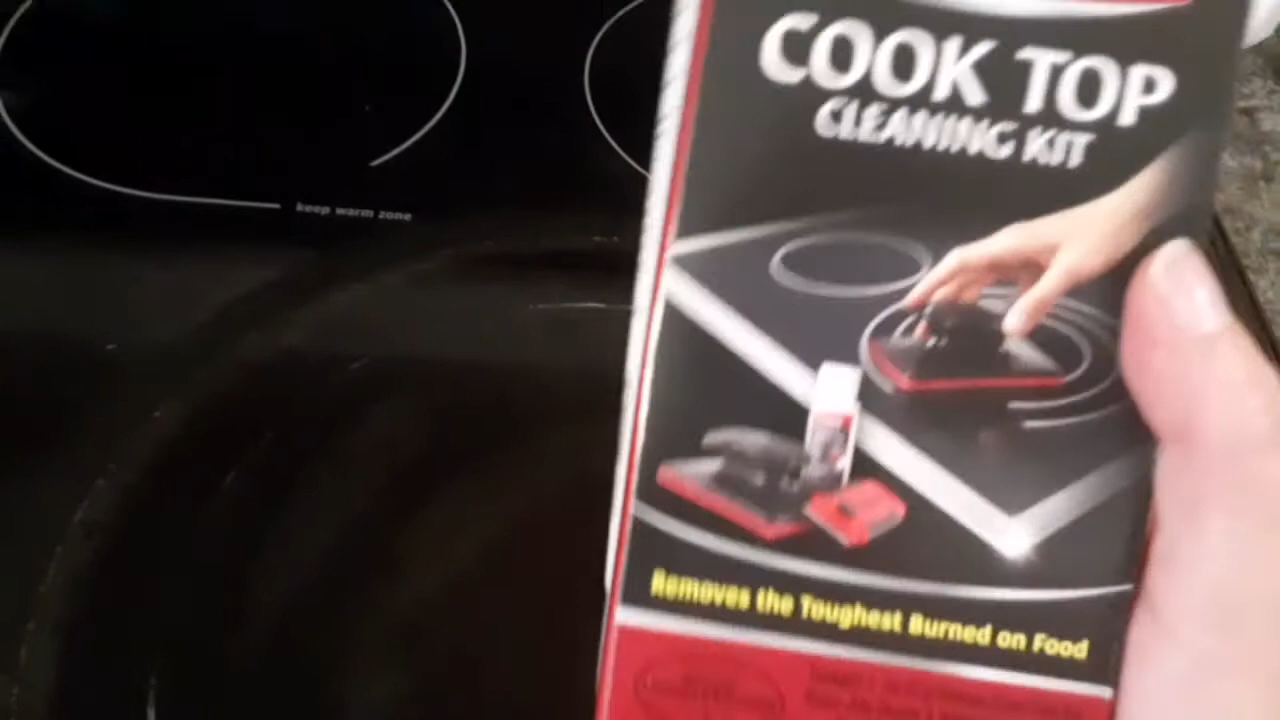 COOK TOP
CLEANING KIT
keep warm zone
Removes the Toughest Burned on Food